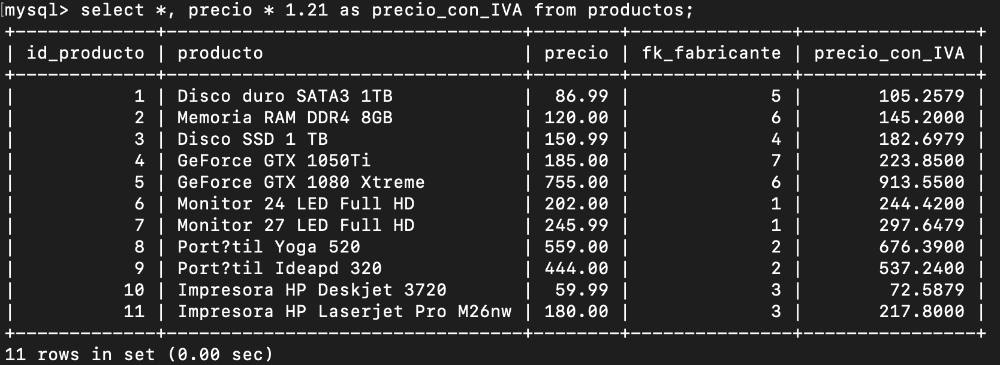 mysql> select *, precio * 1.21 as precio_con_IVA from productos;
+-------------+---------------------------------+--------+---------------+----------------+
| id_producto | producto                        | precio | fk_fabricante | precio_con_IVA |
+-------------+---------------------------------+--------+---------------+----------------+
|           1 | Disco duro SATA3 1TB            |  86.99 |             5 |       105.2579 |
|           2 | Memoria RAM DDR4 8GB            | 120.00 |             6 |       145.2000 |
|           3 | Disco SSD 1 TB                  | 150.99 |             4 |       182.6979 |
|           4 | GeForce GTX 1050Ti              | 185.00 |             7 |       223.8500 |
|           5 | GeForce GTX 1080 Xtreme         | 755.00 |             6 |       913.5500 |
|           6 | Monitor 24 LED Full HD          | 202.00 |             1 |       244.4200 |
|           7 | Monitor 27 LED Full HD          | 245.99 |             1 |       297.6479 |
|           8 | Port?til Yoga 520               | 559.00 |             2 |       676.3900 |
|           9 | Port?til Ideapd 320             | 444.00 |             2 |       537.2400 |
|          10 | Impresora HP Deskjet 3720       |  59.99 |             3 |        72.5879 |
|          11 | Impresora HP Laserjet Pro M26nw | 180.00 |             3 |       217.8000 |
+-------------+---------------------------------+--------+---------------+----------------+
11 rows in set (0.00 sec)